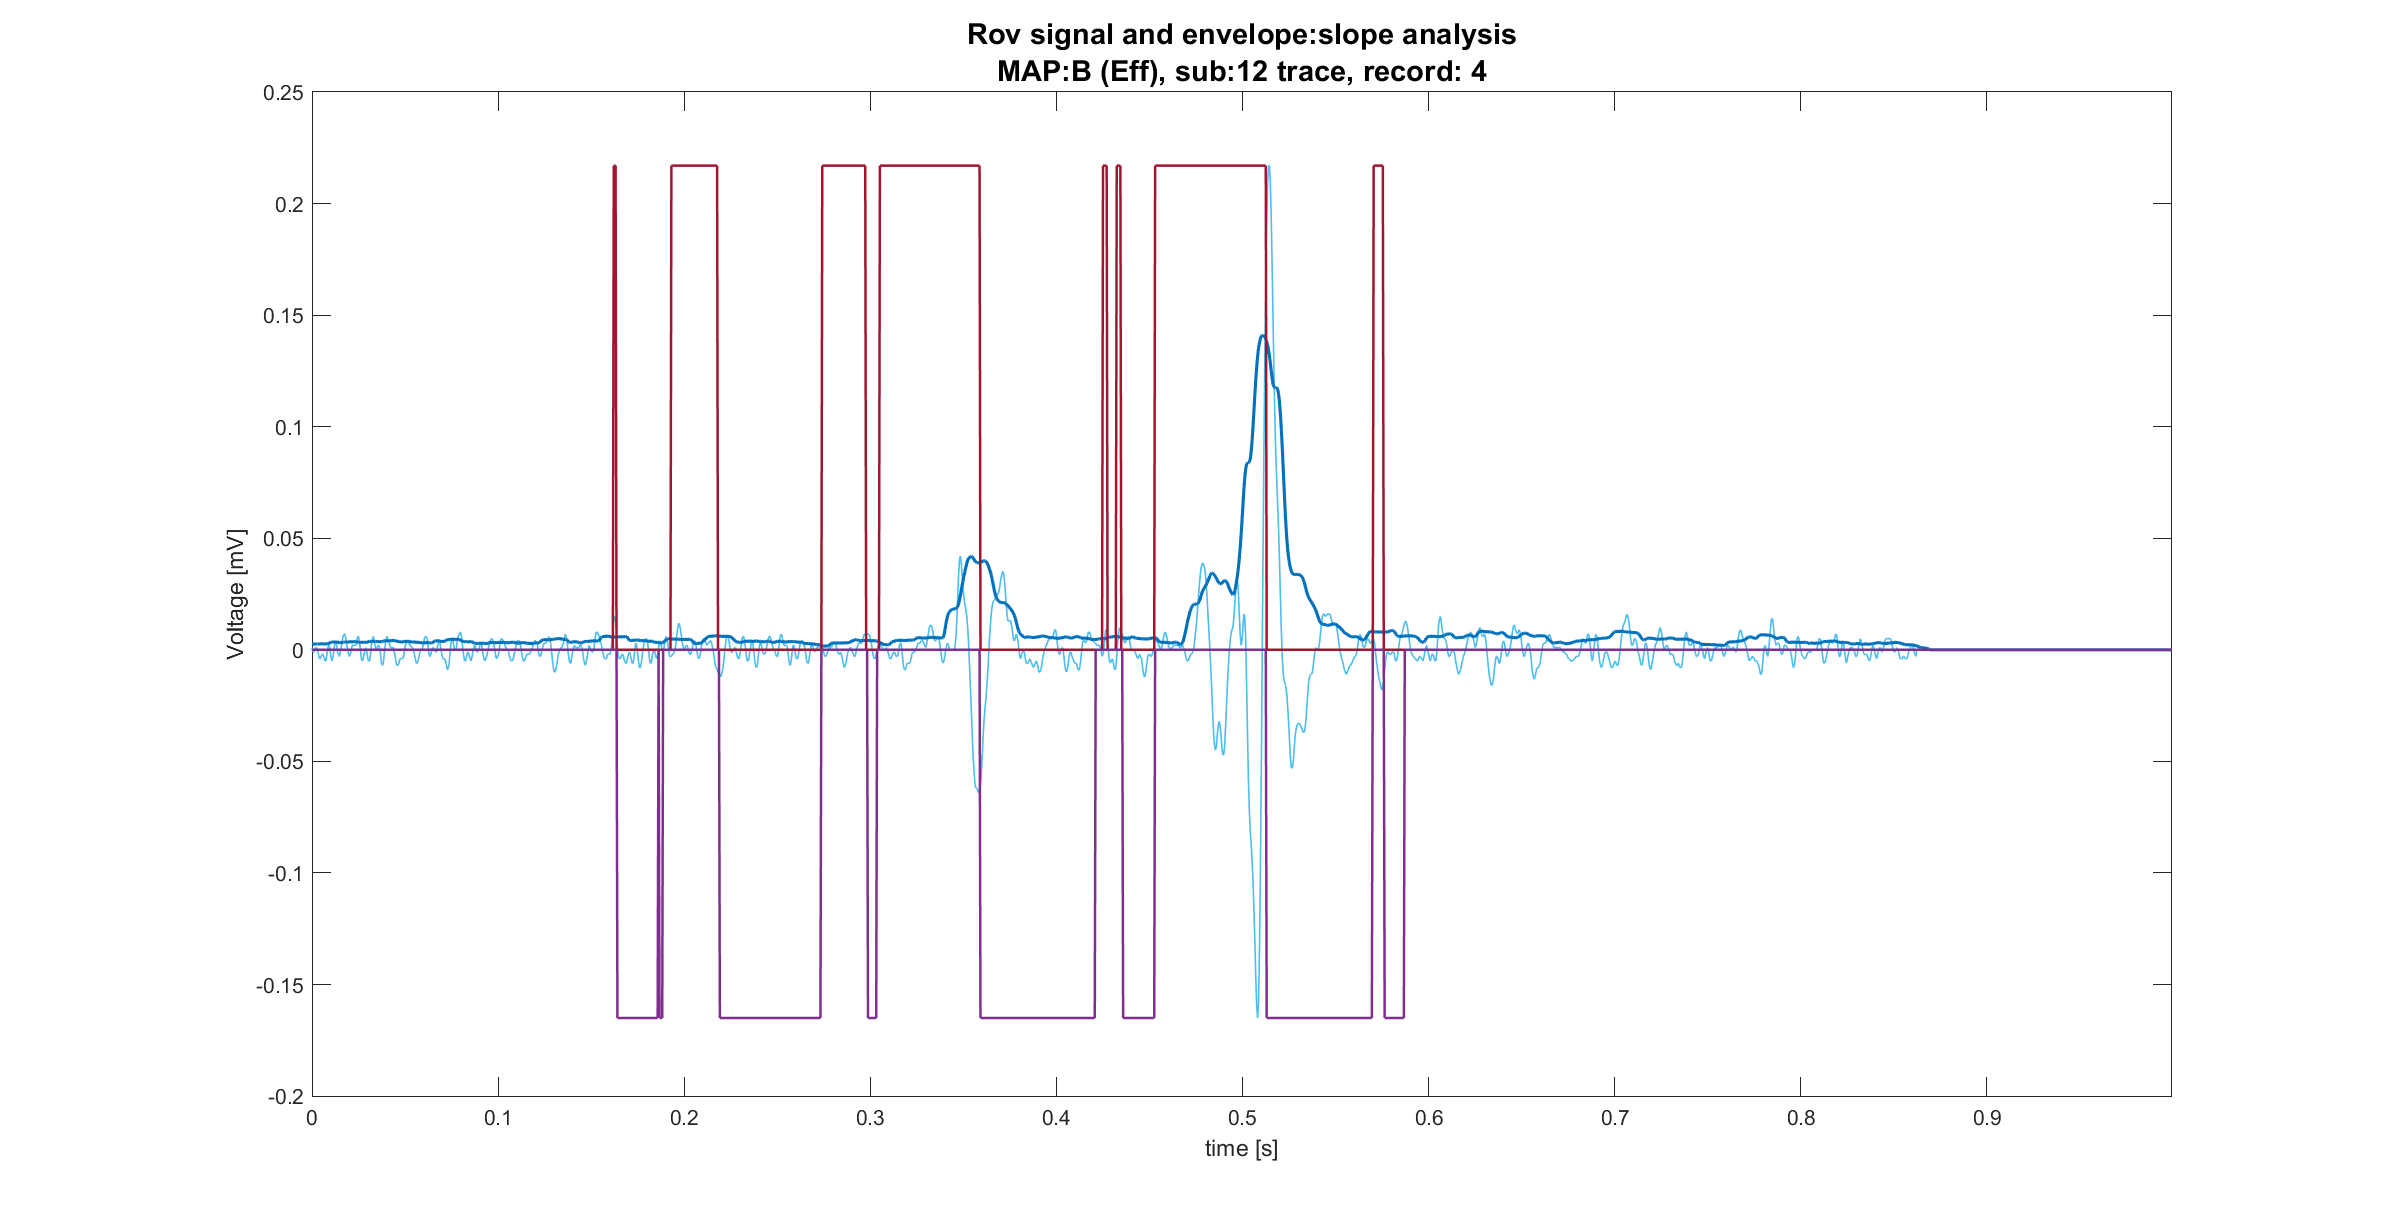 Rov signal and envelope:slope analysis
MAP:B (Eff), sub:12 trace, record: 4
0.25
0.2
0.15
0.1
0.05
0
-0.05
-0.1
-0.15
-0.2
Voltage [mV]
0 0.1 0.2 0.3 0.4 0.5 0.6 0.7 0.8 0.9
time [s]